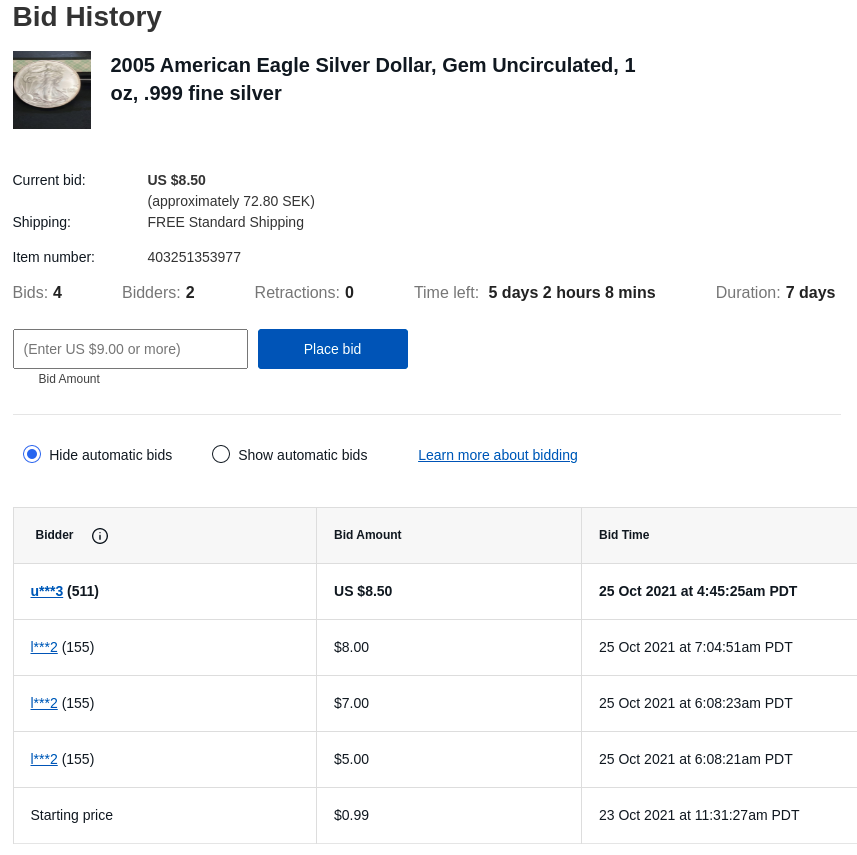 Bid History
2005 American Eagle Silver Dollar, Gem Uncirculated, 1
oz, .999 fine silver
Current bid: US $8.50
(approximately 72.80 SEK)
Shipping: FREE Standard Shipping
Item number: 403251353977
Bids: 4 Bidders: 2 Retractions: 0 Time left: 5 days 2 hours 8 mins Duration: 7 days
(Enter US $9.00 or more) Place bid
Bid Amount
Hide automatic bids Show automatic bids Learn more about bidding
Bidder Bid Amount Bid Time
u***3 (511) US $8.50 25 Oct 2021 at 4:45:25am PDT
l***2 (155) $8.00 25 Oct 2021 at 7:04:51am PDT
l***2 (155) $7.00 25 Oct 2021 at 6:08:23am PDT
l***2 (155) $5.00 25 Oct 2021 at 6:08:21am PDT
Starting price $0.99 23 Oct 2021 at 11:31:27am PDT